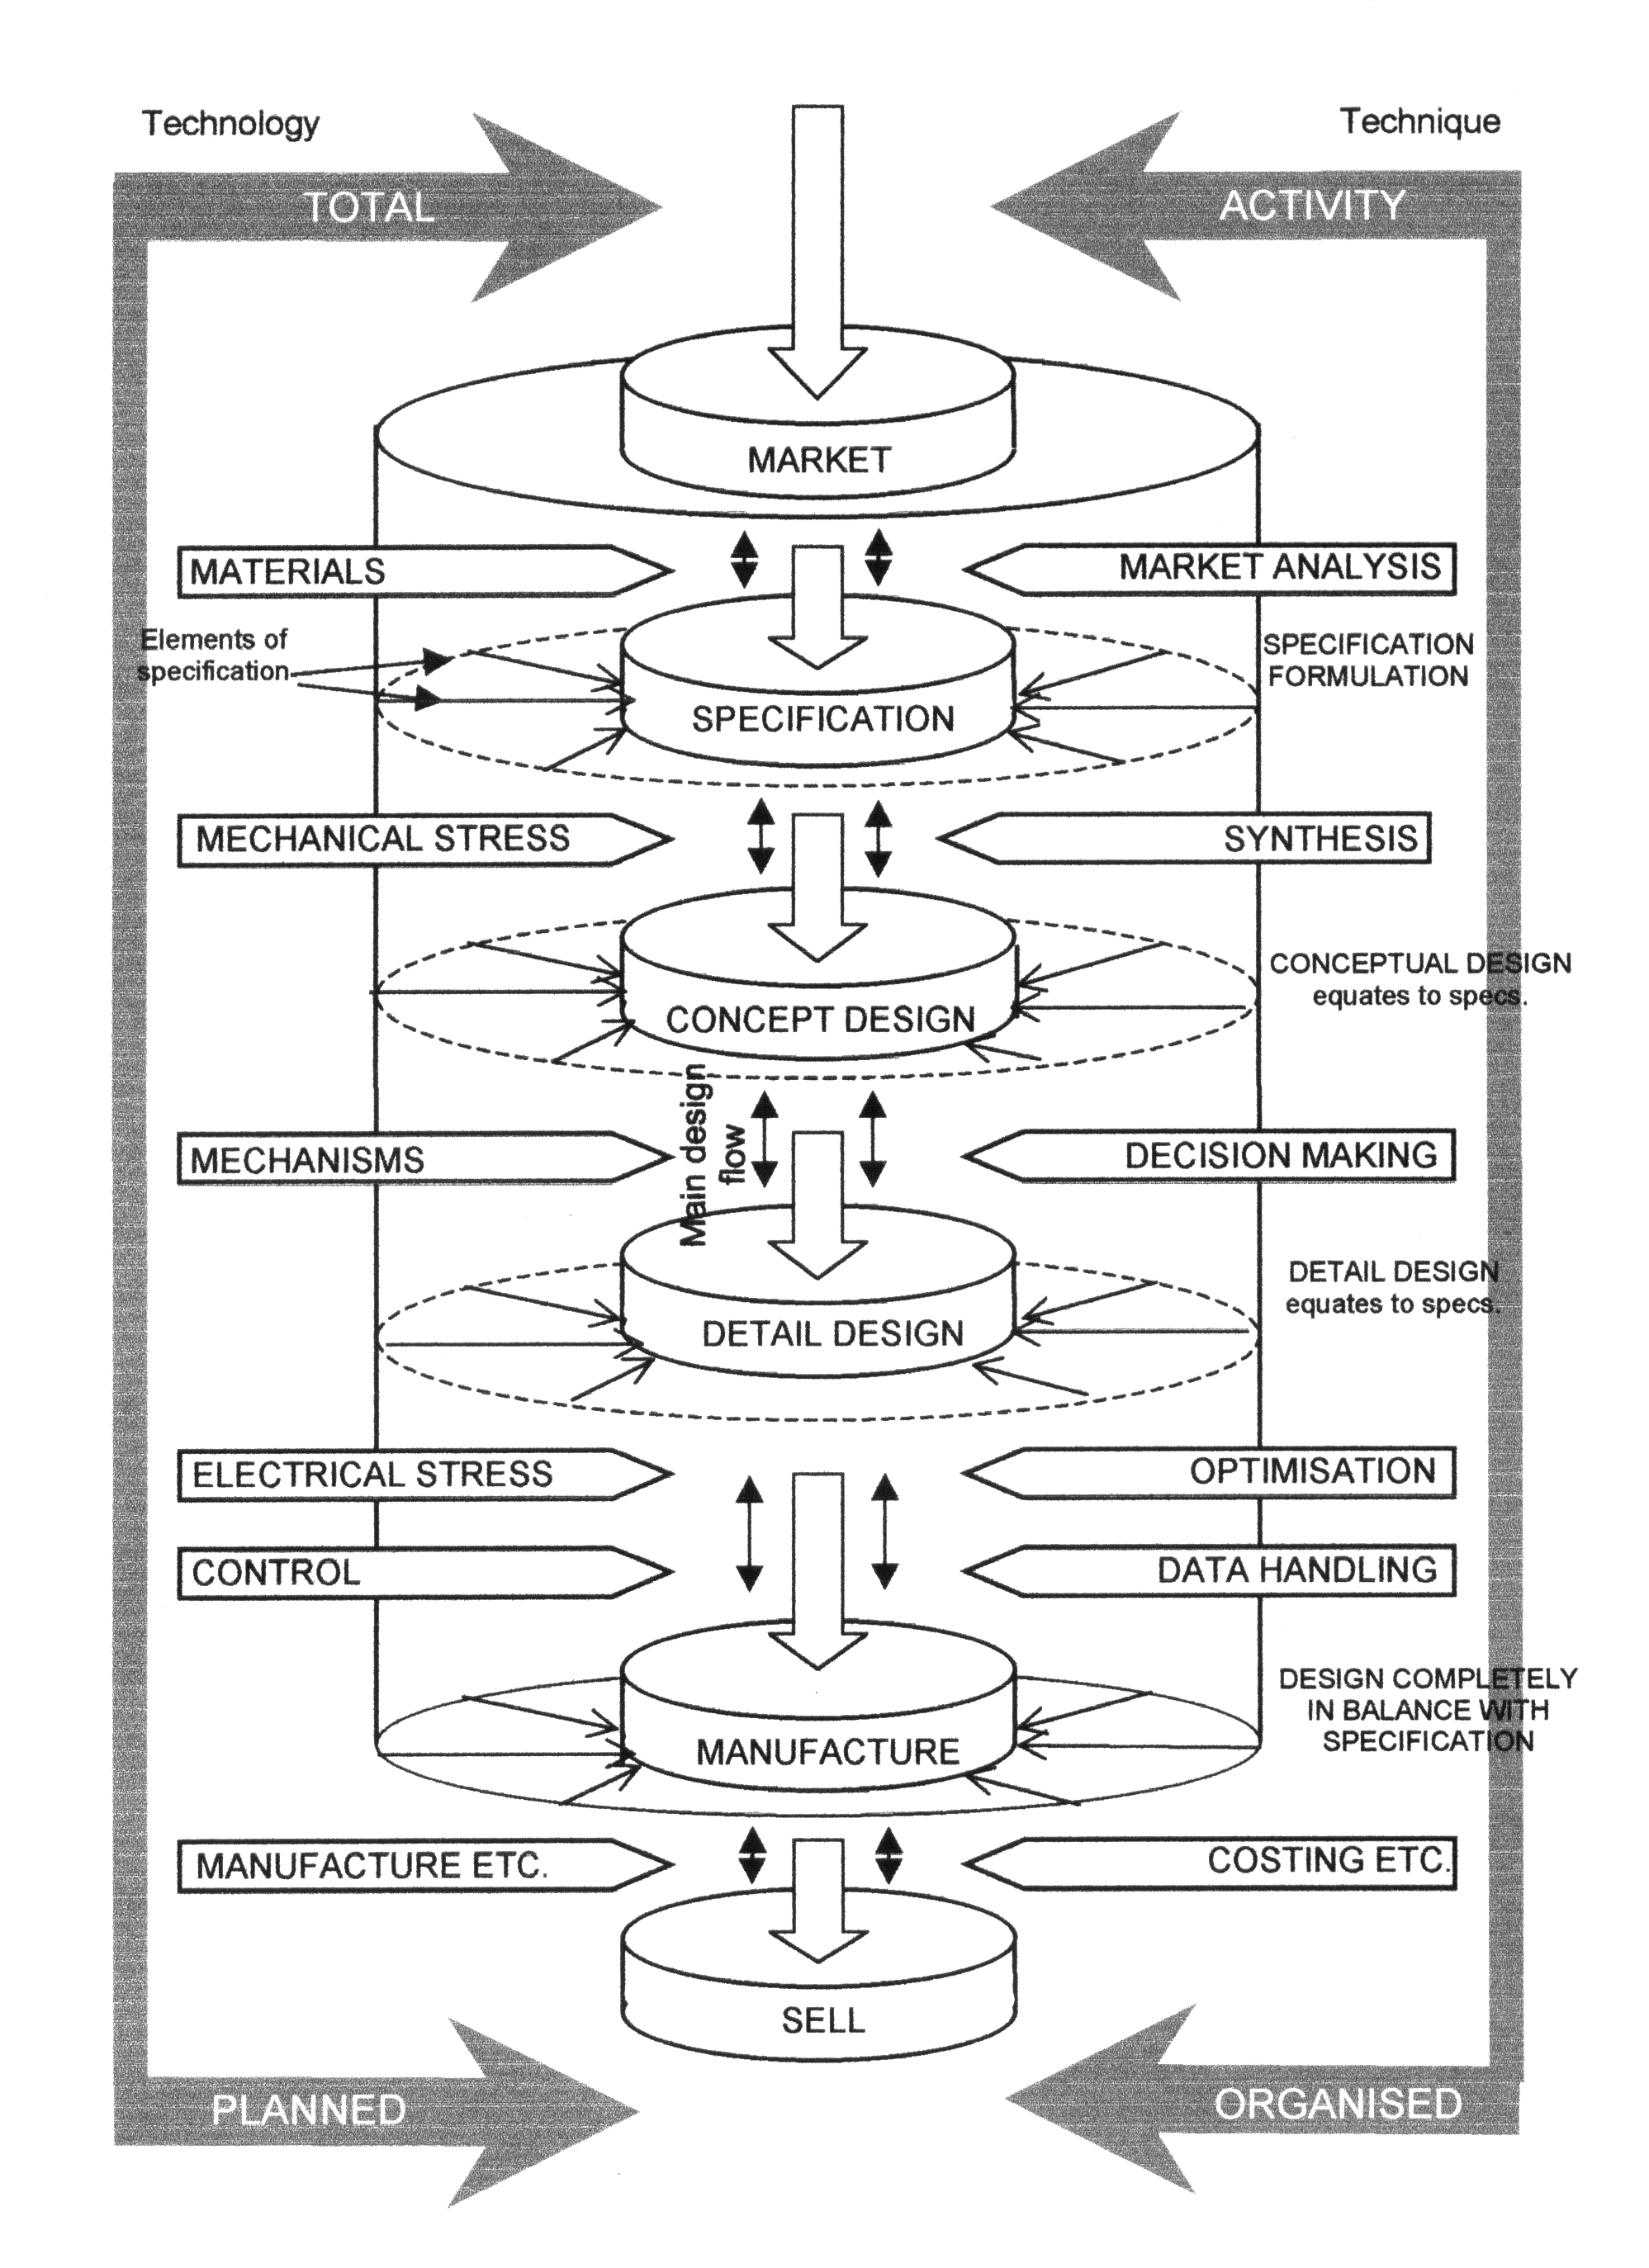 Technology
Technique
TOTAL
ACTIVITY
MARKET
MATERIALS
MARKET ANALYSIS
Elements of
specification
SPECIFICATION
FORMULATION
SPECIFICATION
MECHANICAL STRESS
SYNTHESIS
CONCEPTUAL DESIGN
equates to specs.
CONCEPT DESIGN
Main design
flow
MECHANISMS
DECISION MAKING
DETAIL DESIGN
equates to specs.
DETAIL DESIGN
ELECTRICAL STRESS
OPTIMISATION
CONTROL
DATA HANDLING
DESIGN COMPLETELY
IN BALANCE WITH
SPECIFICATION
MANUFACTURE
MANUFACTURE ETC.
COSTING ETC.
SELL
PLANNED
ORGANISED